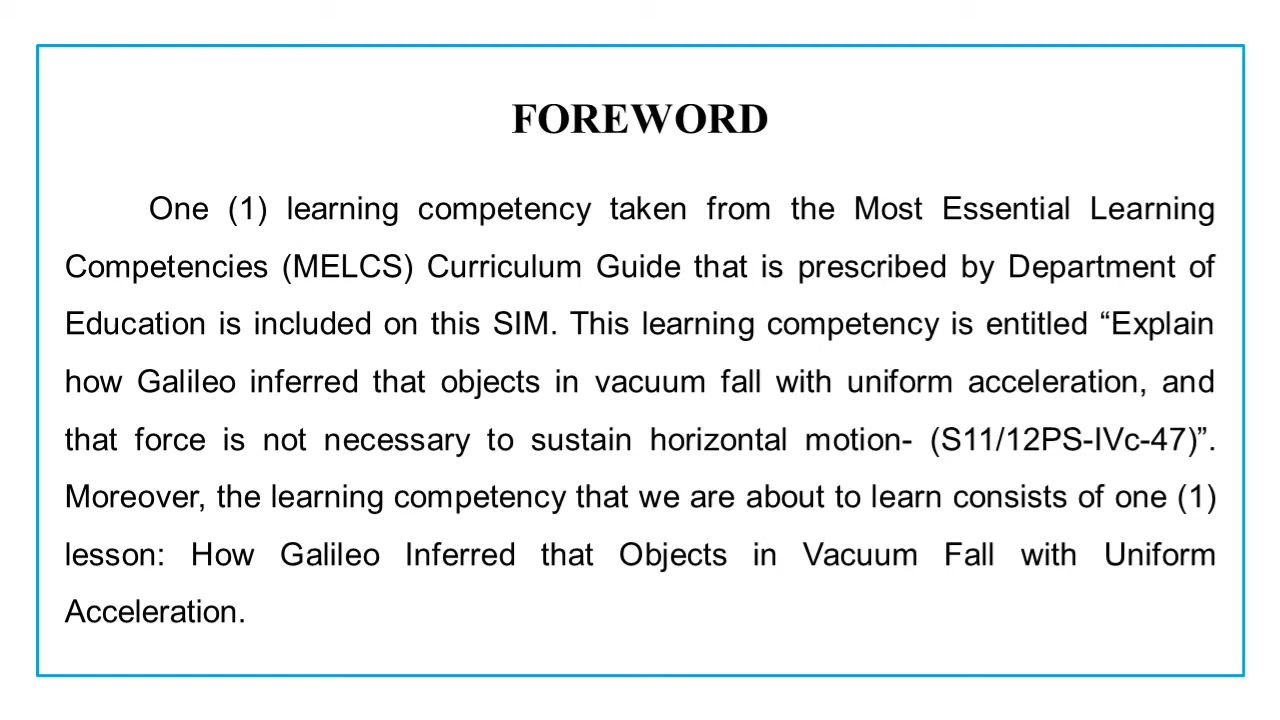 FOREWORD
One (1) learning competency taken from the Most Essential Learning
Competencies (MELCS) Curriculum Guide that is prescribed by Department of
Education is included on this SIM. This learning competency is entitled “Explain
how Galileo inferred that objects in vacuum fall with uniform acceleration, and
that force is not necessary to sustain horizontal motion- (S11/12PS-IVc-47)”.
Moreover, the learning competency that we are about to learn consists of one (1)
lesson: How Galileo Inferred that Objects in Vacuum Fall with Uniform
Acceleration.